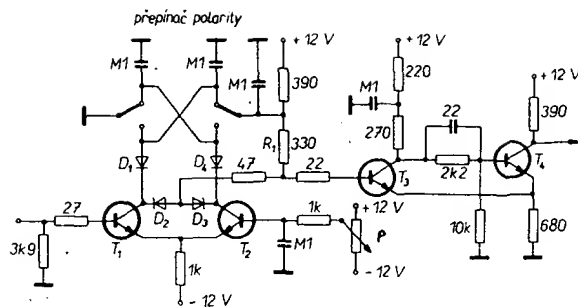 přepínač polarity
+ 12 V
+ 12 V
+ 12 V
M1
M1
M1
390
M1
220
390
R1
330
270
22
D1
D4
47
22
T3
2k2
T4
27
D2
D3
1k
+ 12 V
10k
680
3k9
T1
T2
M1
P
1k
- 12 V
- 12 V